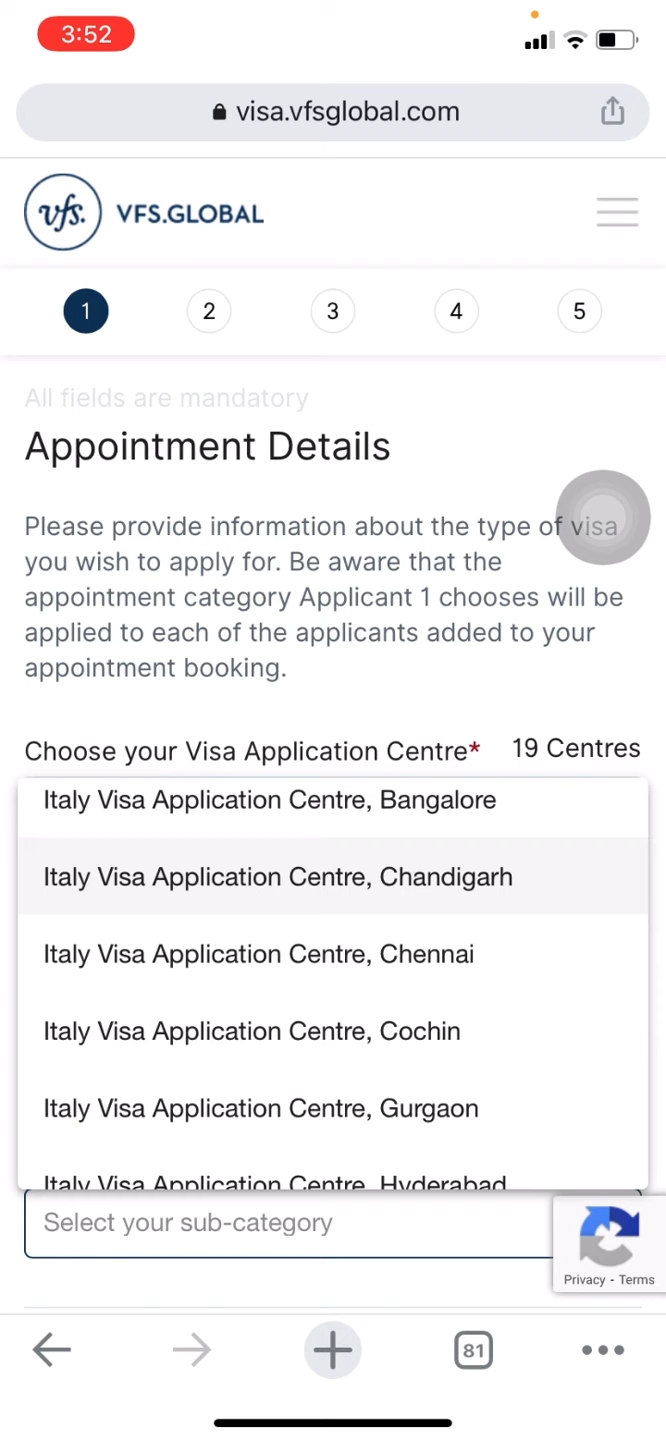 3:52
visa.vfsglobal.com
vfs. VFS.GLOBAL
1 2 3 4 5
All fields are mandatory
Appointment Details
Please provide information about the type of visa
you wish to apply for. Be aware that the
appointment category Applicant 1 chooses will be
applied to each of the applicants added to your
appointment booking.
Choose your Visa Application Centre* 19 Centres
Italy Visa Application Centre, Bangalore
Italy Visa Application Centre, Chandigarh
Italy Visa Application Centre, Chennai
Italy Visa Application Centre, Cochin
Italy Visa Application Centre, Gurgaon
Italy Visa Application Centre, Hyderabad
Select your sub-category
Privacy - Terms
81